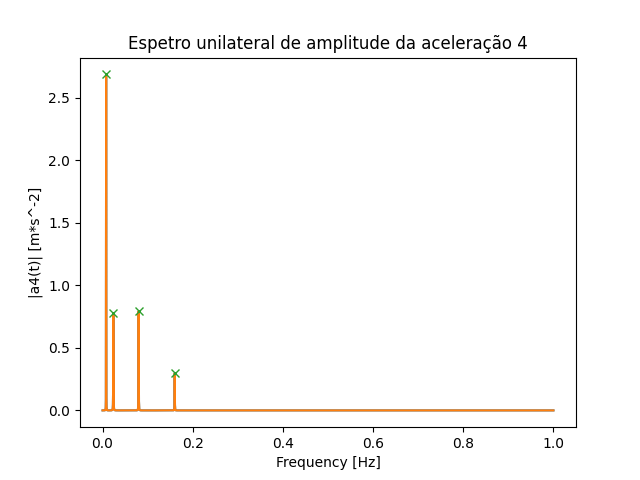 Espetro unilateral de amplitude da aceleração 4
|a4(t)| [m*s^-2]
2.5
2.0
1.5
1.0
0.5
0.0
0.0 0.2 0.4 0.6 0.8 1.0
Frequency [Hz]